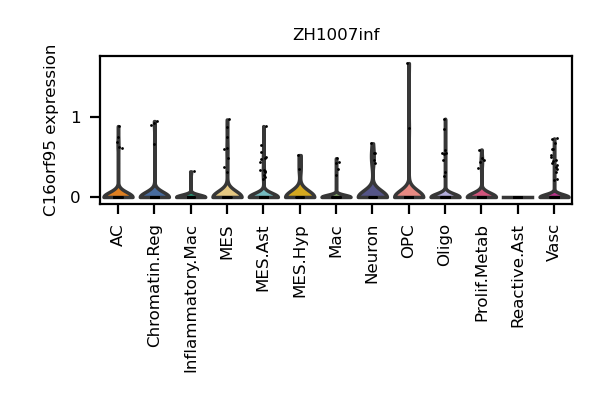 ZH1007inf
C16orf95 expression
1
0
AC
Chromatin.Reg
Inflammatory.Mac
MES
MES.Ast
MES.Hyp
Mac
Neuron
OPC
Oligo
Prolif.Metab
Reactive.Ast
Vasc